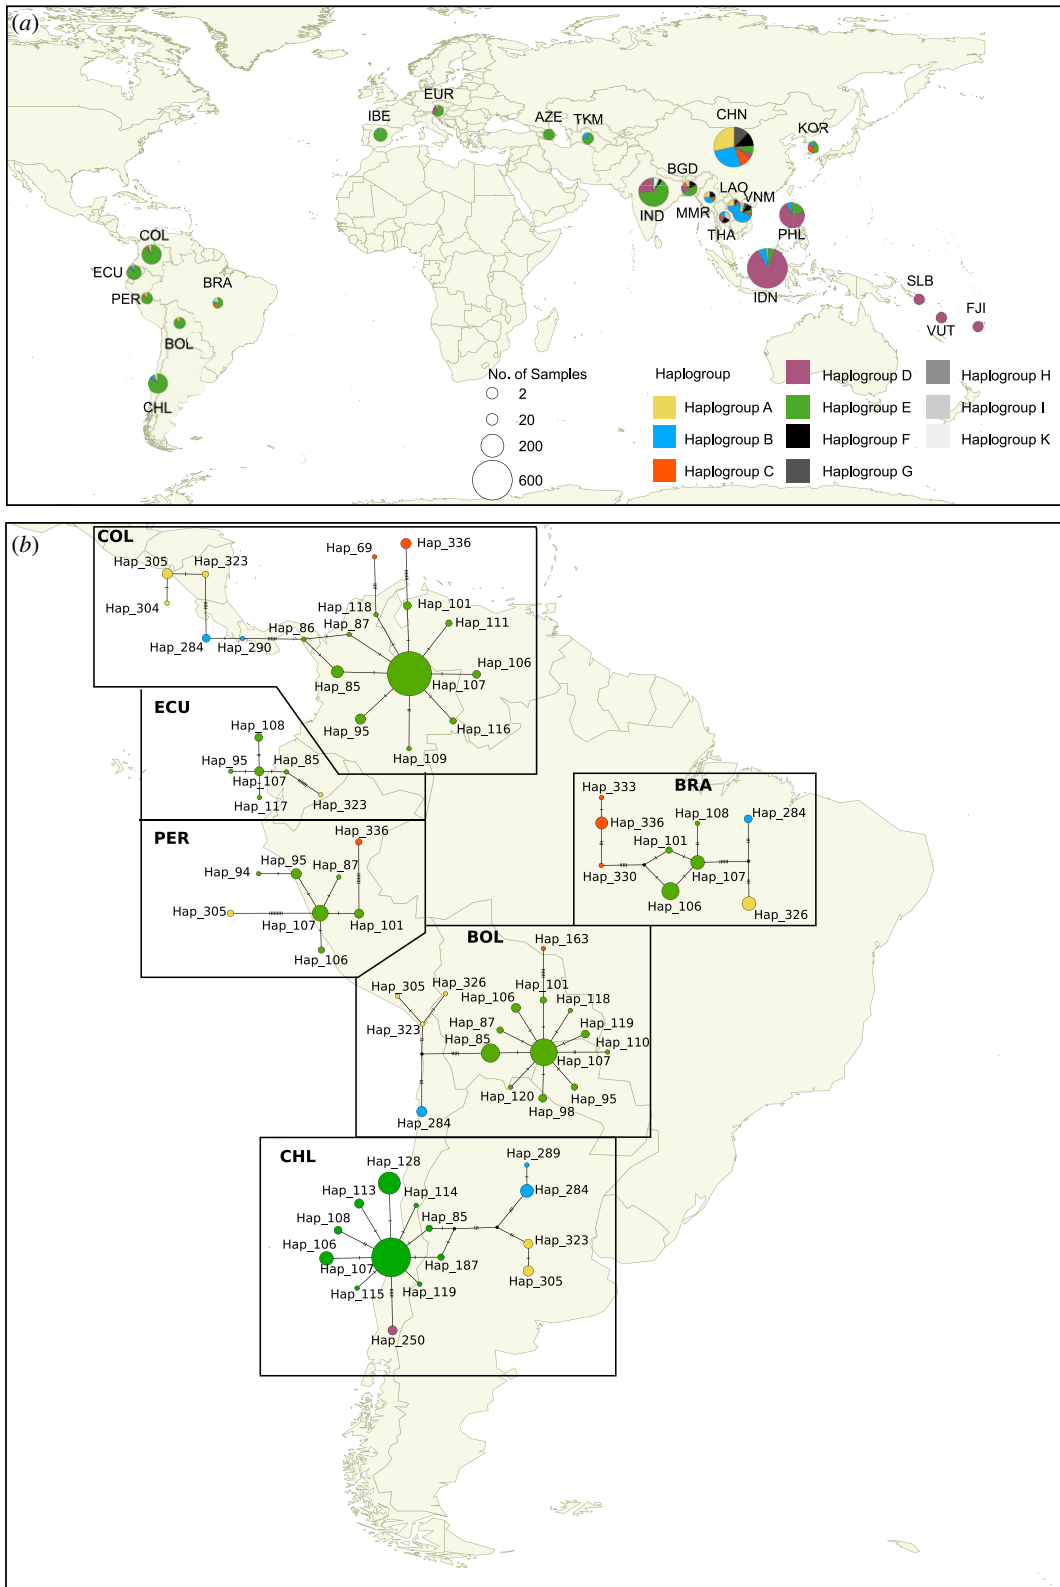 (a)
EUR
IBE
AZE
TKM
CHN
KOR
BGD
LAO
VNM
IND
MMR
THA
PHL
IDN
COL
ECU
BRA
PER
BOL
CHL
SLB
VUT
FJI
No. of Samples
2
20
200
600
Haplogroup
Haplogroup A
Haplogroup B
Haplogroup C
Haplogroup D
Haplogroup E
Haplogroup F
Haplogroup G
Haplogroup H
Haplogroup I
Haplogroup K
(b)
COL
Hap_305
Hap_323
Hap_304
Hap_284
Hap_290
Hap_86
Hap_87
Hap_118
Hap_69
Hap_336
Hap_101
Hap_111
Hap_106
Hap_107
Hap_85
Hap_95
Hap_116
Hap_109
ECU
Hap_108
Hap_95
Hap_85
Hap_107
Hap_117
Hap_323
PER
Hap_336
Hap_95
Hap_87
Hap_94
Hap_305
Hap_107
Hap_101
Hap_106
BRA
Hap_333
Hap_336
Hap_108
Hap_284
Hap_101
Hap_330
Hap_107
Hap_106
Hap_326
BOL
Hap_163
Hap_305
Hap_326
Hap_101
Hap_106
Hap_118
Hap_323
Hap_87
Hap_119
Hap_85
Hap_110
Hap_107
Hap_120
Hap_95
Hap_98
Hap_284
CHL
Hap_128
Hap_289
Hap_113
Hap_114
Hap_284
Hap_108
Hap_85
Hap_106
Hap_323
Hap_107
Hap_187
Hap_305
Hap_115
Hap_119
Hap_250